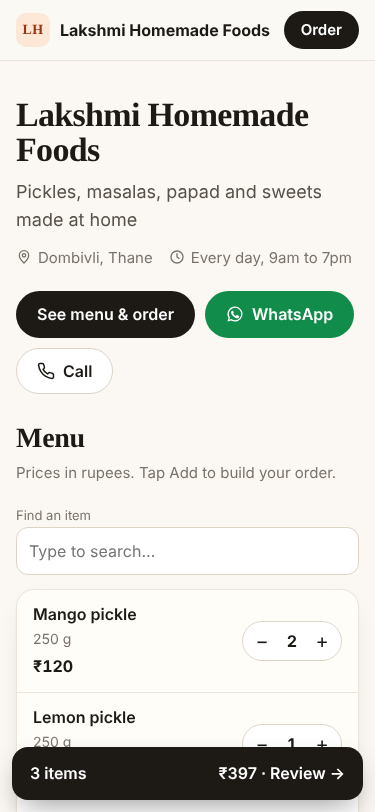 LH Lakshmi Homemade Foods Order
Lakshmi Homemade
Foods
Pickles, masalas, papad and sweets
made at home
Dombivli, Thane Every day, 9am to 7pm
See menu & order WhatsApp
Call
Menu
Prices in rupees. Tap Add to build your order.
Find an item
Type to search...
Mango pickle
250 g
₹120
− 2 +
Lemon pickle
250 g
− 1 +
3 items ₹397 · Review →